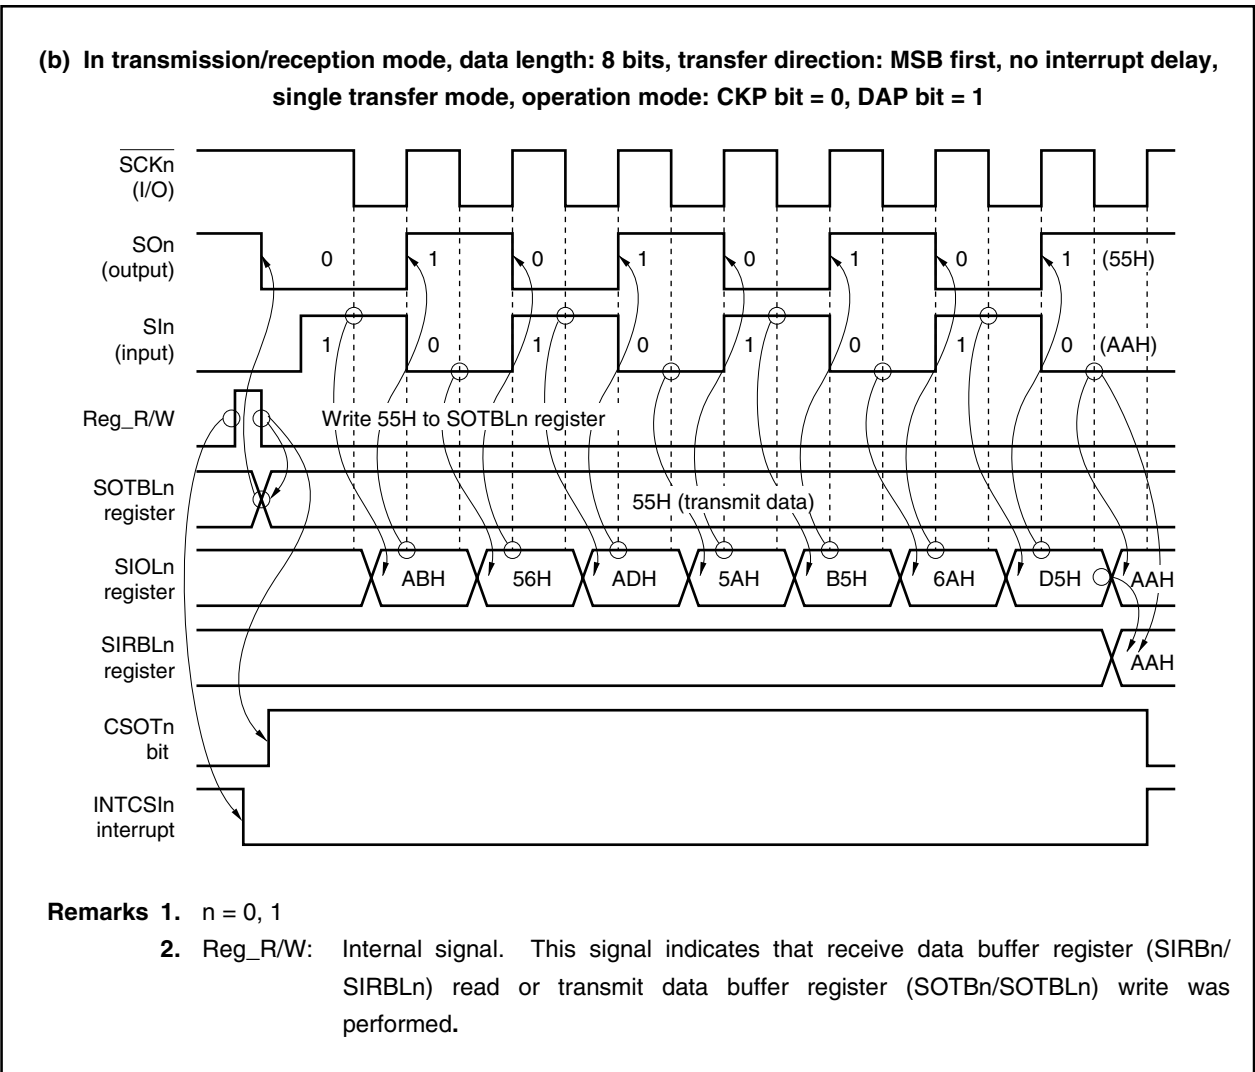 (b) In transmission/reception mode, data length: 8 bits, transfer direction: MSB first, no interrupt delay,
single transfer mode, operation mode: CKP bit = 0, DAP bit = 1
SCKn
(I/O)
SOn
(output)
0 1 0 1 0 1 0 1 (55H)
SIn
(input)
1 0 1 0 1 0 1 0 (AAH)
Reg_R/W
Write 55H to SOTBLn register
SOTBLn
register
55H (transmit data)
SIOLn
register
ABH 56H ADH 5AH B5H 6AH D5H AAH
SIRBLn
register
AAH
CSOTn
bit
INTCSIn
interrupt
Remarks 1. n = 0, 1
2. Reg_R/W: Internal signal. This signal indicates that receive data buffer register (SIRBn/
SIRBLn) read or transmit data buffer register (SOTBn/SOTBLn) write was
performed.